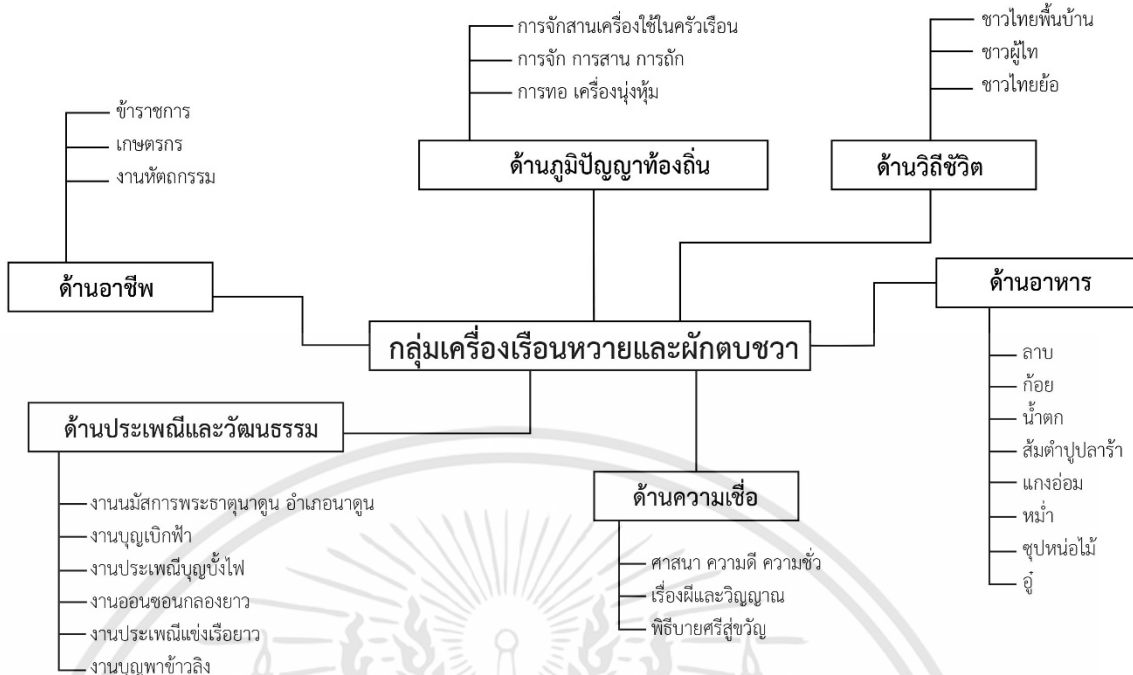 การจักสานเครื่องใช้ในครัวเรือน
การจัก การสาน การถัก
การทอ เครื่องนุ่งหุ้ม
ด้านภูมิปัญญาท้องถิ่น
ชาวไทยพื้นบ้าน
ชาวผู้ไท
ชาวไทยย้อ
ด้านวิถีชีวิต
ข้าราชการ
เกษตรกร
งานหัตถกรรม
ด้านอาชีพ
กลุ่มเครื่องเรือนหวายและผักตบชวา
ด้านอาหาร
ลาบ
ก้อย
น้ำตก
ส้มตำปูปลาร้า
แกงอ่อม
หม่ำ
ซุปหน่อไม้
อู๋
ด้านประเพณีและวัฒนธรรม
งานนมัสการพระธาตุนาดูน อำเภอนาดูน
งานบุญเบิกฟ้า
งานประเพณีบุญบั้งไฟ
งานออนซอนกลองยาว
งานประเพณีแข่งเรือยาว
งานบุญพาข้าวลิง
ด้านความเชื่อ
ศาสนา ความดี ความชั่ว
เรื่องผีและวิญญาณ
พิธีบายศรีสู่ขวัญ